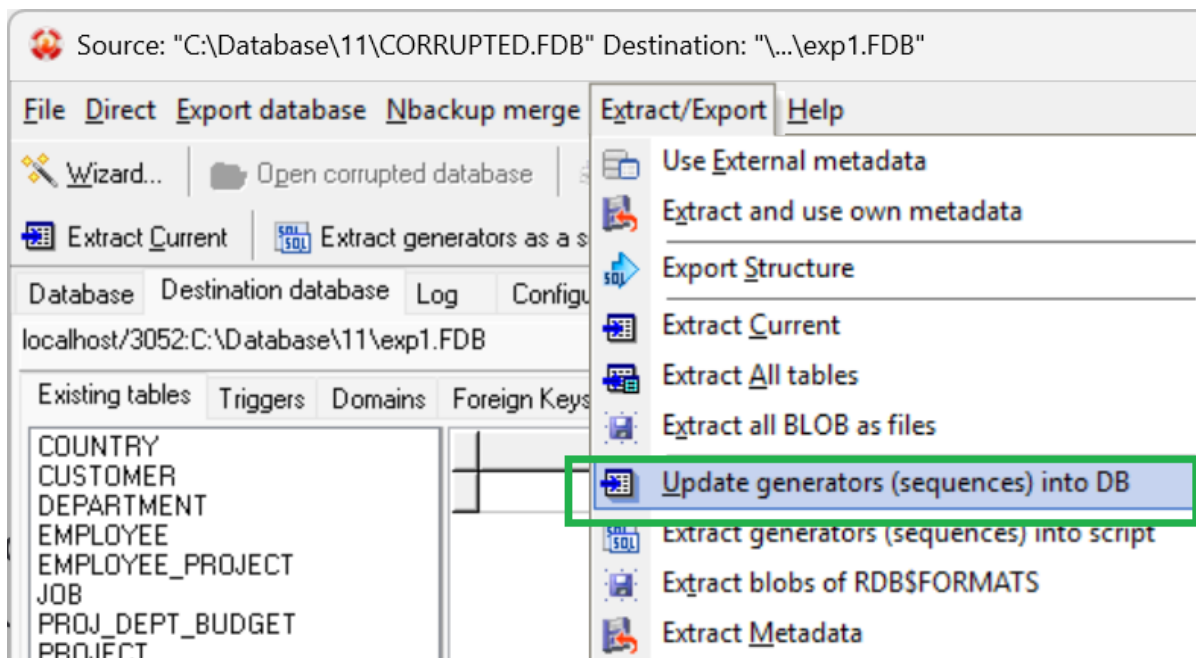 Source: "C:\Database\11\CORRUPTED.FDB" Destination: "\...\exp1.FDB"
File Direct Export database Nbackup merge Extract/Export Help
Wizard... Open corrupted database
Extract Current Extract generators as a s
Database Destination database Log Configu
localhost/3052:C:\Database\11\exp1.FDB
Existing tables Triggers Domains Foreign Keys
COUNTRY
CUSTOMER
DEPARTMENT
EMPLOYEE
EMPLOYEE_PROJECT
JOB
PROJ_DEPT_BUDGET
PROJECT
Use External metadata
Extract and use own metadata
Export Structure
Extract Current
Extract All tables
Extract all BLOB as files
Update generators (sequences) into DB
Extract generators (sequences) into script
Extract blobs of RDB$FORMATS
Extract Metadata